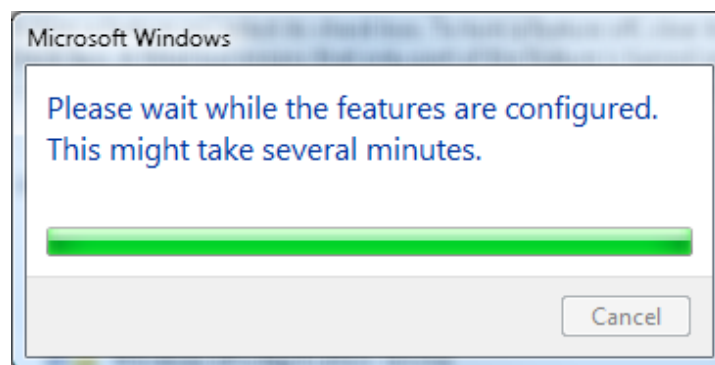 Microsoft Windows
Please wait while the features are configured.
This might take several minutes.
Cancel